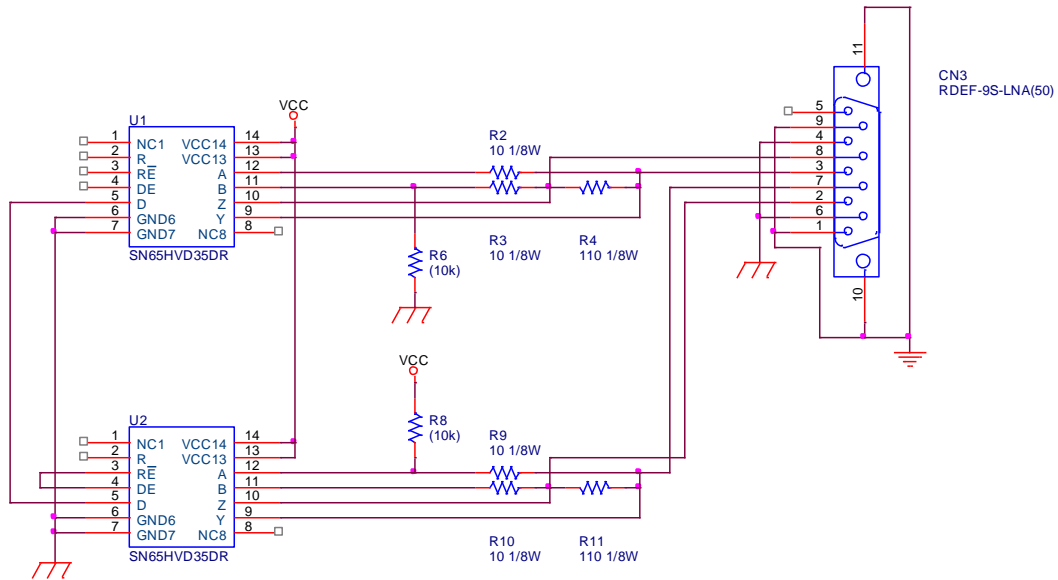 11
CN3
RDEF-9S-LNA(50)
VCC
5
9
4
8
3
7
2
6
1
10
U1
1 NC1 VCC14 14
2 R VCC13 13
3 RE A 12
4 DE B 11
5 D Z 10
6 GND6 Y 9
7 GND7 NC8 8
SN65HVD35DR
R2
10 1/8W
R3
10 1/8W
R4
110 1/8W
R6
(10k)
VCC
R8
(10k)
U2
1 NC1 VCC14 14
2 R VCC13 13
3 RE A 12
4 DE B 11
5 D Z 10
6 GND6 Y 9
7 GND7 NC8 8
SN65HVD35DR
R9
10 1/8W
R10
10 1/8W
R11
110 1/8W